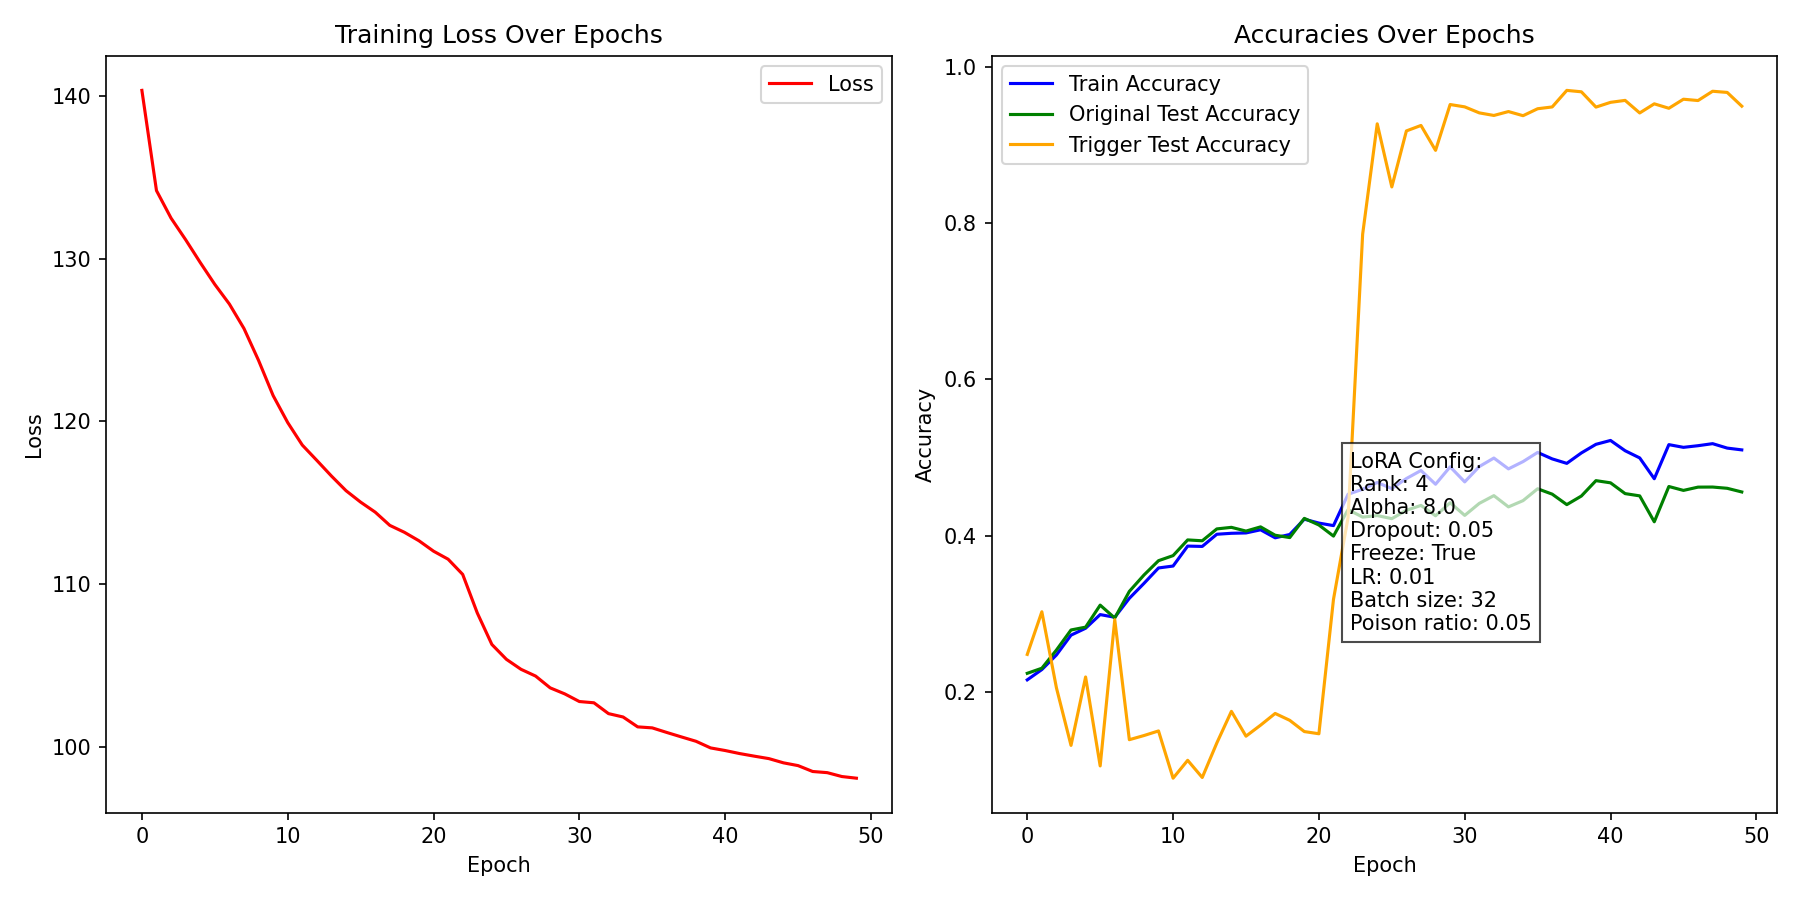 Training Loss Over Epochs
Loss
140
130
120
110
100
0 10 20 30 40 50
Epoch
Loss
Accuracies Over Epochs
Train Accuracy
Original Test Accuracy
Trigger Test Accuracy
1.0
0.8
0.6
0.4
0.2
LoRA Config:
Rank: 4
Alpha: 8.0
Dropout: 0.05
Freeze: True
LR: 0.01
Batch size: 32
Poison ratio: 0.05
0 10 20 30 40 50
Epoch
Accuracy